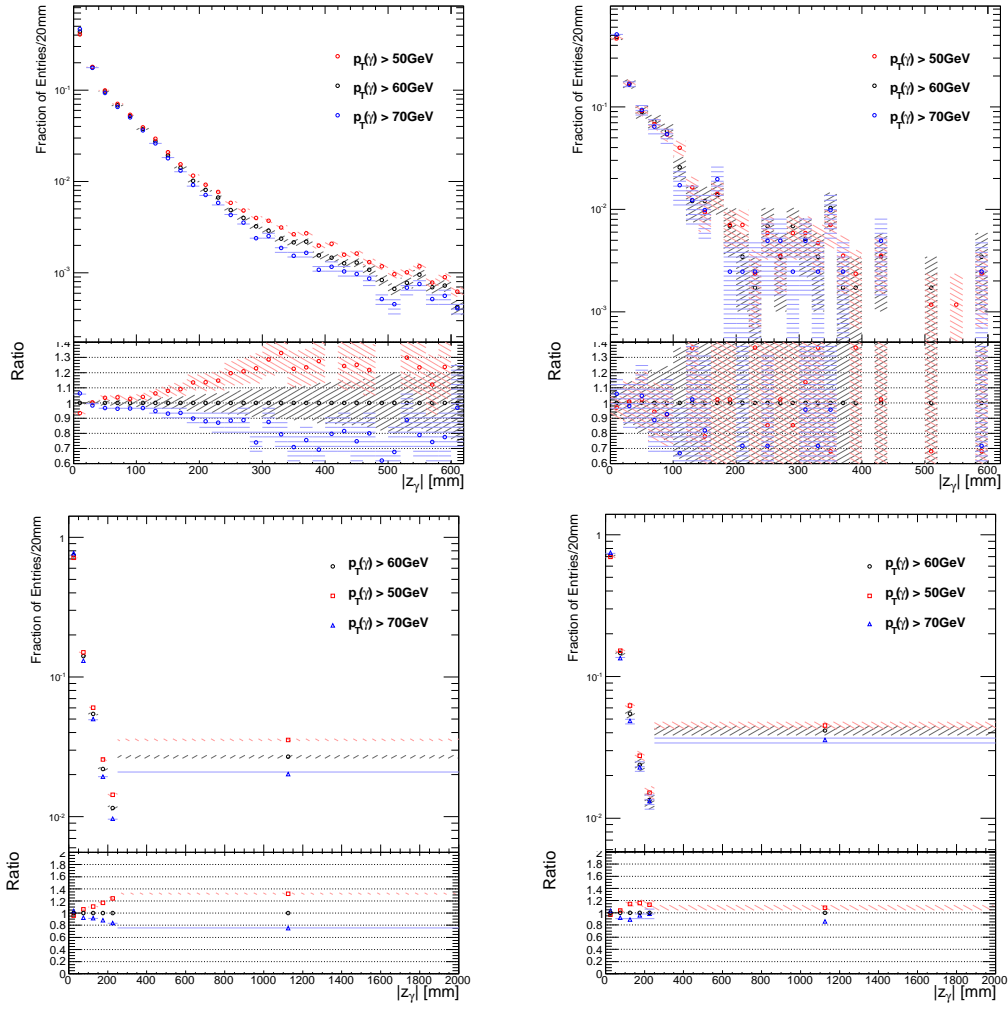 Fraction of Entries/20mm
10⁻¹
10⁻²
10⁻³
p_T(γ) > 50GeV
p_T(γ) > 60GeV
p_T(γ) > 70GeV
Ratio
1.4
1.3
1.2
1.1
1
0.9
0.8
0.7
0.6
0 100 200 300 400 500 600
|z_γ| [mm]
Fraction of Entries/20mm
1
10⁻¹
10⁻²
10⁻³
p_T(γ) > 50GeV
p_T(γ) > 60GeV
p_T(γ) > 70GeV
Ratio
1.4
1.3
1.2
1.1
1
0.9
0.8
0.7
0.6
0 100 200 300 400 500 600
|z_γ| [mm]
Fraction of Entries/20mm
1
10⁻¹
10⁻²
p_T(γ) > 60GeV
p_T(γ) > 50GeV
p_T(γ) > 70GeV
Ratio
2
1.8
1.6
1.4
1.2
1
0.8
0.6
0.4
0.2
0
0 200 400 600 800 1000 1200 1400 1600 1800 2000
|z_γ| [mm]
Fraction of Entries/20mm
1
10⁻¹
10⁻²
p_T(γ) > 60GeV
p_T(γ) > 50GeV
p_T(γ) > 70GeV
Ratio
2
1.8
1.6
1.4
1.2
1
0.8
0.6
0.4
0.2
0
0 200 400 600 800 1000 1200 1400 1600 1800 2000
|z_γ| [mm]